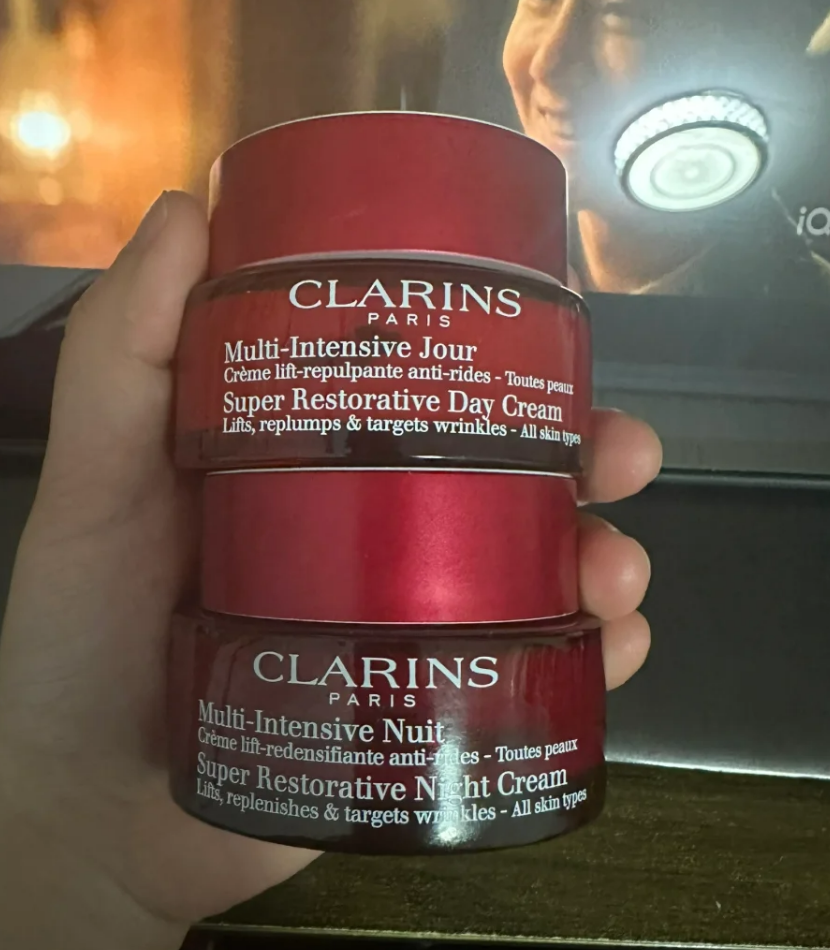 CLARINS
PARIS
Multi-Intensive Jour
Crème lift-repulpante anti-rides - Toutes peaux
Super Restorative Day Cream
Lifts, replumps & targets wrinkles - All skin types
CLARINS
PARIS
Multi-Intensive Nuit
Crème lift-redensifiante anti-rides - Toutes peaux
Super Restorative Night Cream
Lifts, replenishes & targets wrinkles - All skin types